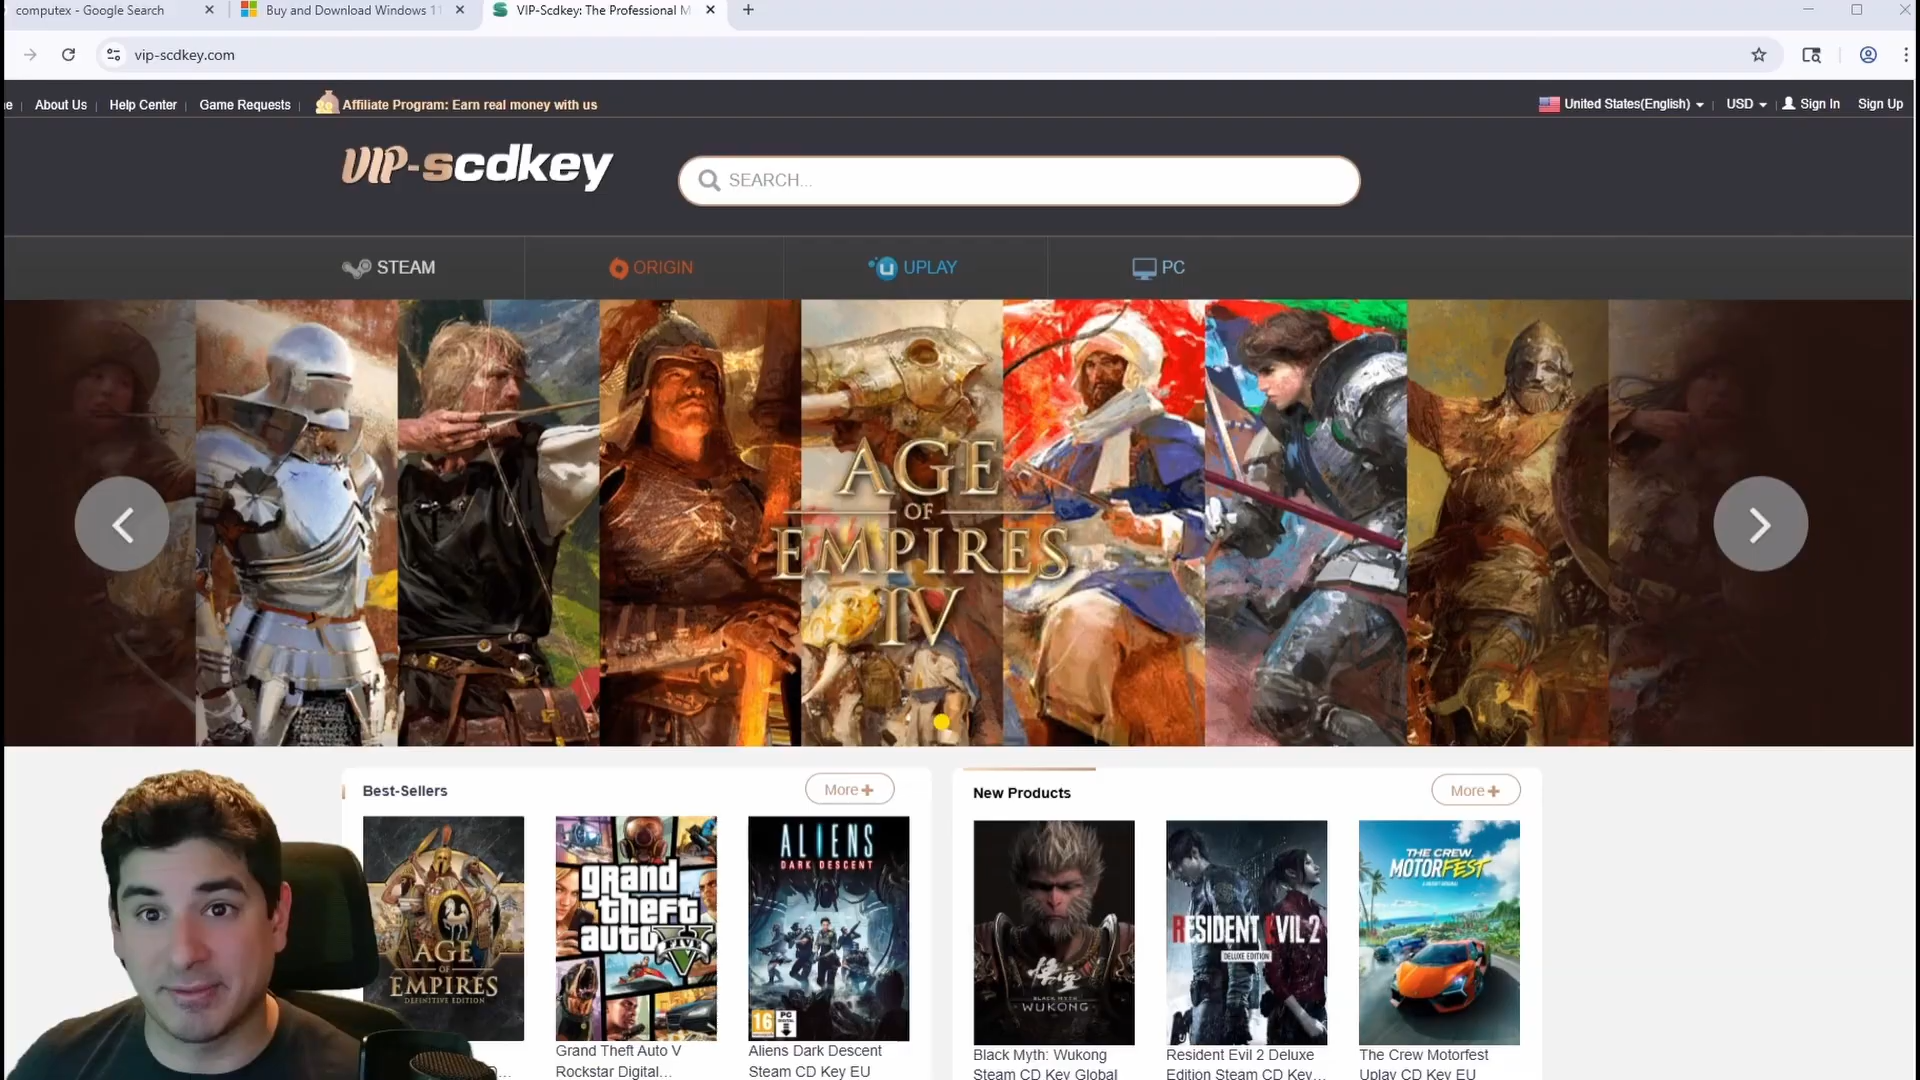 computex - Google Search
Buy and Download Windows 11
VIP-Scdkey: The Professional M
vip-scdkey.com
About Us
Help Center
Game Requests
Affiliate Program: Earn real money with us
United States(English)
USD
Sign In
Sign Up
VIP-scdkey
SEARCH...
STEAM
ORIGIN
UPLAY
PC
AGE
OF
EMPIRES
IV
Best-Sellers
More+
New Products
More+
AGE
OF
EMPIRES
DEFINITIVE EDITION
grand
theft
auto
FIVE
ALIENS
DARK DESCENT
16
PC
BLACK MYTH
WUKONG
RESIDENT EVIL 2
DELUXE EDITION
THE CREW
MOTORFEST
Grand Theft Auto V
Rockstar Digital...
Aliens Dark Descent
Steam CD Key EU
Black Myth: Wukong
Steam CD Key Global
Resident Evil 2 Deluxe
Edition Steam CD Key...
The Crew Motorfest
Uplay CD Key EU